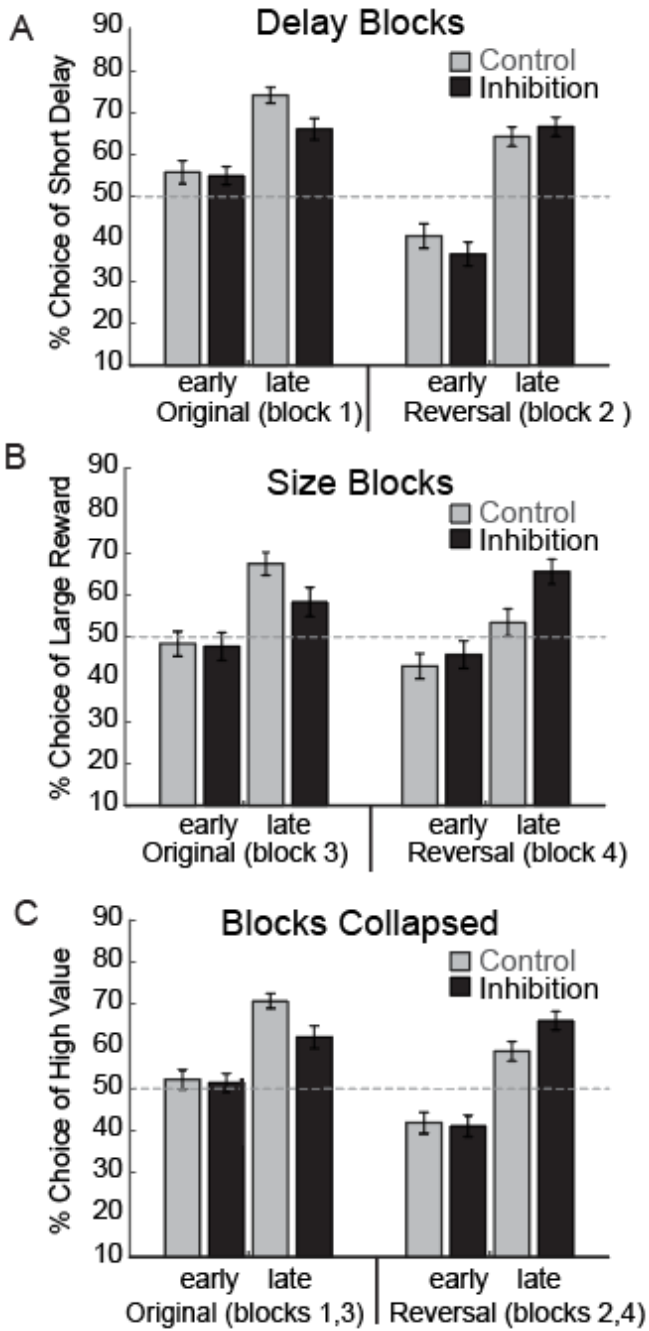 A
Delay Blocks
Control
Inhibition
% Choice of Short Delay
90
80
70
60
50
40
30
20
10
early late early late
Original (block 1) Reversal (block 2 )
B
Size Blocks
Control
Inhibition
% Choice of Large Reward
90
80
70
60
50
40
30
20
10
early late early late
Original (block 3) Reversal (block 4)
C
Blocks Collapsed
Control
Inhibition
% Choice of High Value
90
80
70
60
50
40
30
20
10
early late early late
Original (blocks 1,3) Reversal (blocks 2,4)